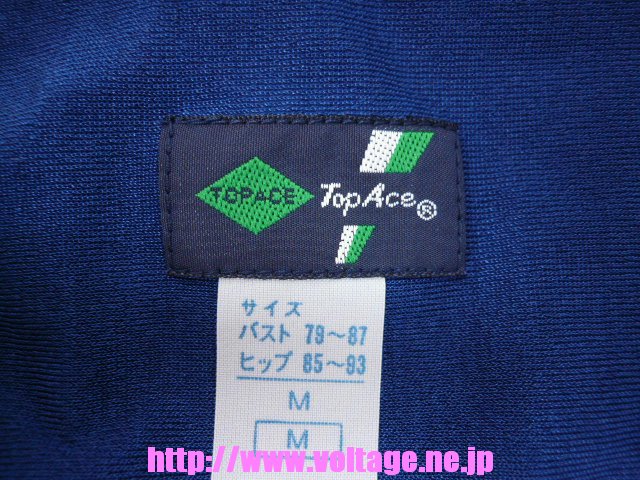 TOPACE
TopAce®
サイズ
バスト 79〜87
ヒップ 85〜93
M
M
http://www.voltage.ne.jp